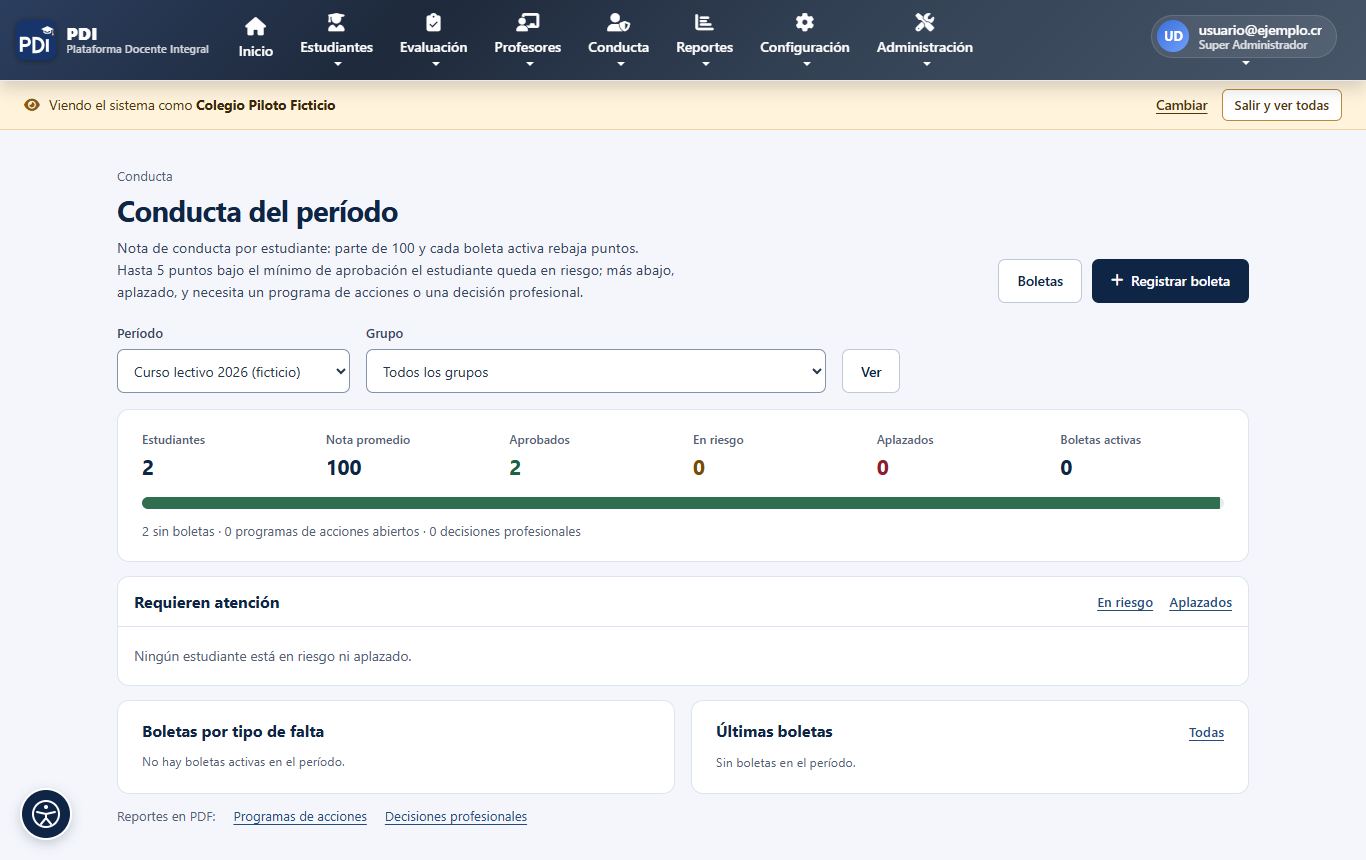 PDI
PDI
Plataforma Docente Integral
Inicio
Estudiantes
Evaluación
Profesores
Conducta
Reportes
Configuración
Administración
UD
usuario@ejemplo.cr
Super Administrador
Viendo el sistema como Colegio Piloto Ficticio
Cambiar
Salir y ver todas
Conducta
Conducta del período
Nota de conducta por estudiante: parte de 100 y cada boleta activa rebaja puntos.
Hasta 5 puntos bajo el mínimo de aprobación el estudiante queda en riesgo; más abajo,
aplazado, y necesita un programa de acciones o una decisión profesional.
Boletas
+ Registrar boleta
Período
Grupo
Curso lectivo 2026 (ficticio)
Todos los grupos
Ver
Estudiantes
2
Nota promedio
100
Aprobados
2
En riesgo
0
Aplazados
0
Boletas activas
0
2 sin boletas · 0 programas de acciones abiertos · 0 decisiones profesionales
Requieren atención
En riesgo
Aplazados
Ningún estudiante está en riesgo ni aplazado.
Boletas por tipo de falta
No hay boletas activas en el período.
Últimas boletas
Todas
Sin boletas en el período.
Reportes en PDF:
Programas de acciones
Decisiones profesionales